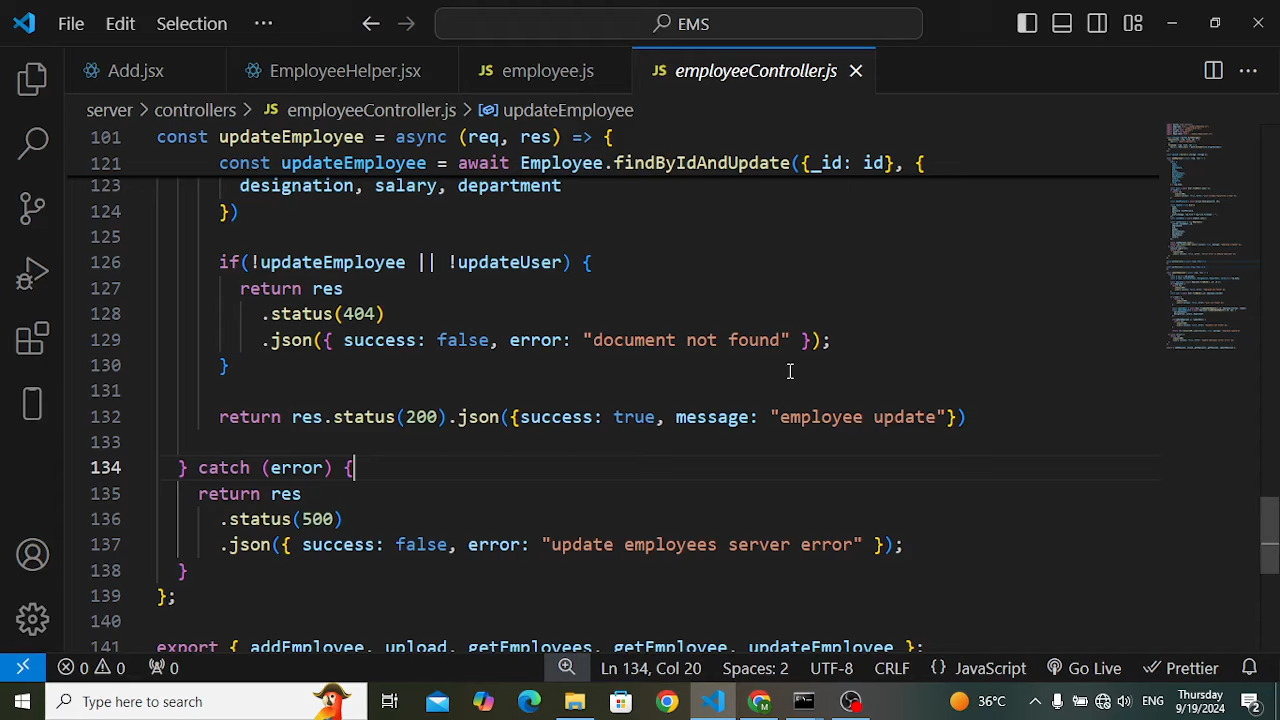 File Edit Selection ··· EMS
Add.jsx EmployeeHelper.jsx JS employee.js JS employeeController.js
server > controllers > JS employeeController.js > updateEmployee
101 const updateEmployee = async (req, res) => {
121 const updateEmployee = await Employee.findByIdAndUpdate({_id: id}, {
123 designation, salary, department
124 })
125
126 if(!updateEmployee || !updateUser) {
127 return res
128 .status(404)
129 .json({ success: false, error: "document not found" });
130 }
131
132 return res.status(200).json({success: true, message: "employee update"})
133
134 } catch (error) {
135 return res
136 .status(500)
137 .json({ success: false, error: "update employees server error" });
138 }
139 };
140
141 export { addEmployee, upload, getEmployees, getEmployee, updateEmployee };
0 0 0 Ln 134, Col 20 Spaces: 2 UTF-8 CRLF {} JavaScript Go Live Prettier
Type here to search 36°C ENG Thursday
9/19/2024 2